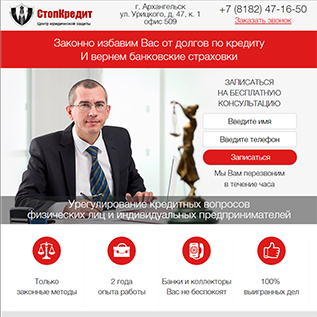 СтопКредит
Центр юридической защиты
г. Архангельск
ул. Урицкого, д. 47, к. 1
офис 509
+7 (8182) 47-16-50
Заказать звонок
Законно избавим Вас от долгов по кредиту
И вернем банковские страховки
ЗАПИСАТЬСЯ
НА БЕСПЛАТНУЮ
КОНСУЛЬТАЦИЮ
Введите имя
Введите телефон
Записаться
Мы Вам перезвоним
в течение часа
Урегулирование кредитных вопросов
физических лиц и индивидуальных предпринимателей
Только
законные методы
2 года
опыта работы
Банки и коллекторы
Вас не беспокоят
100%
выигранных дел